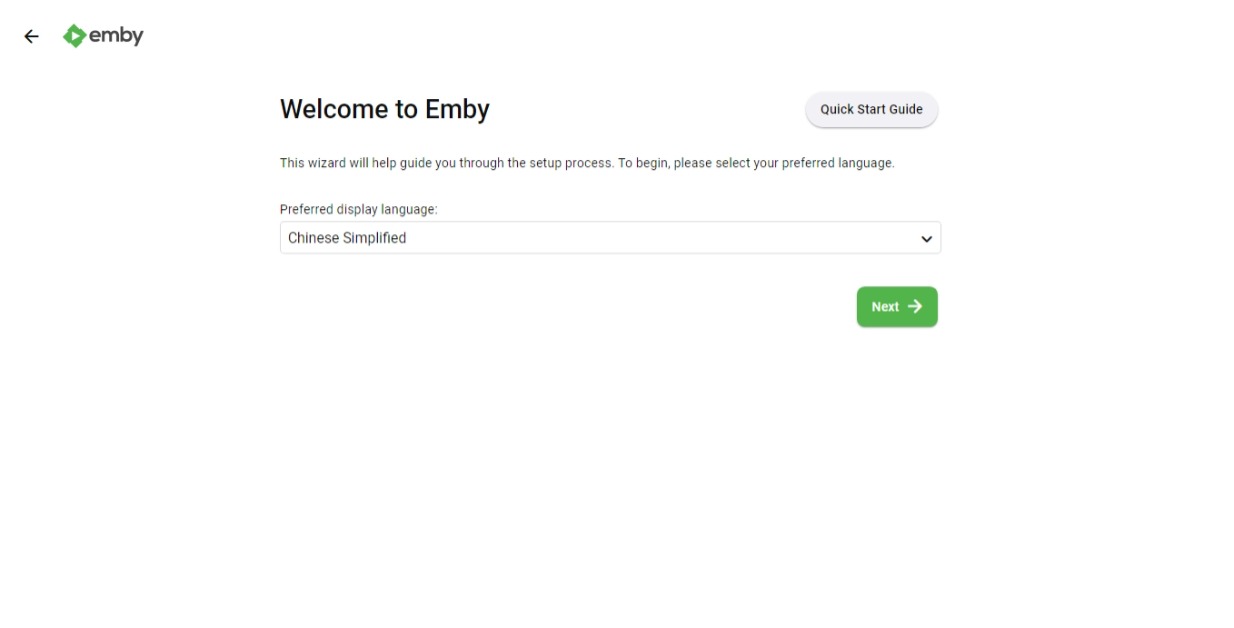 emby
Welcome to Emby
Quick Start Guide
This wizard will help guide you through the setup process. To begin, please select your preferred language.
Preferred display language:
Chinese Simplified
Next